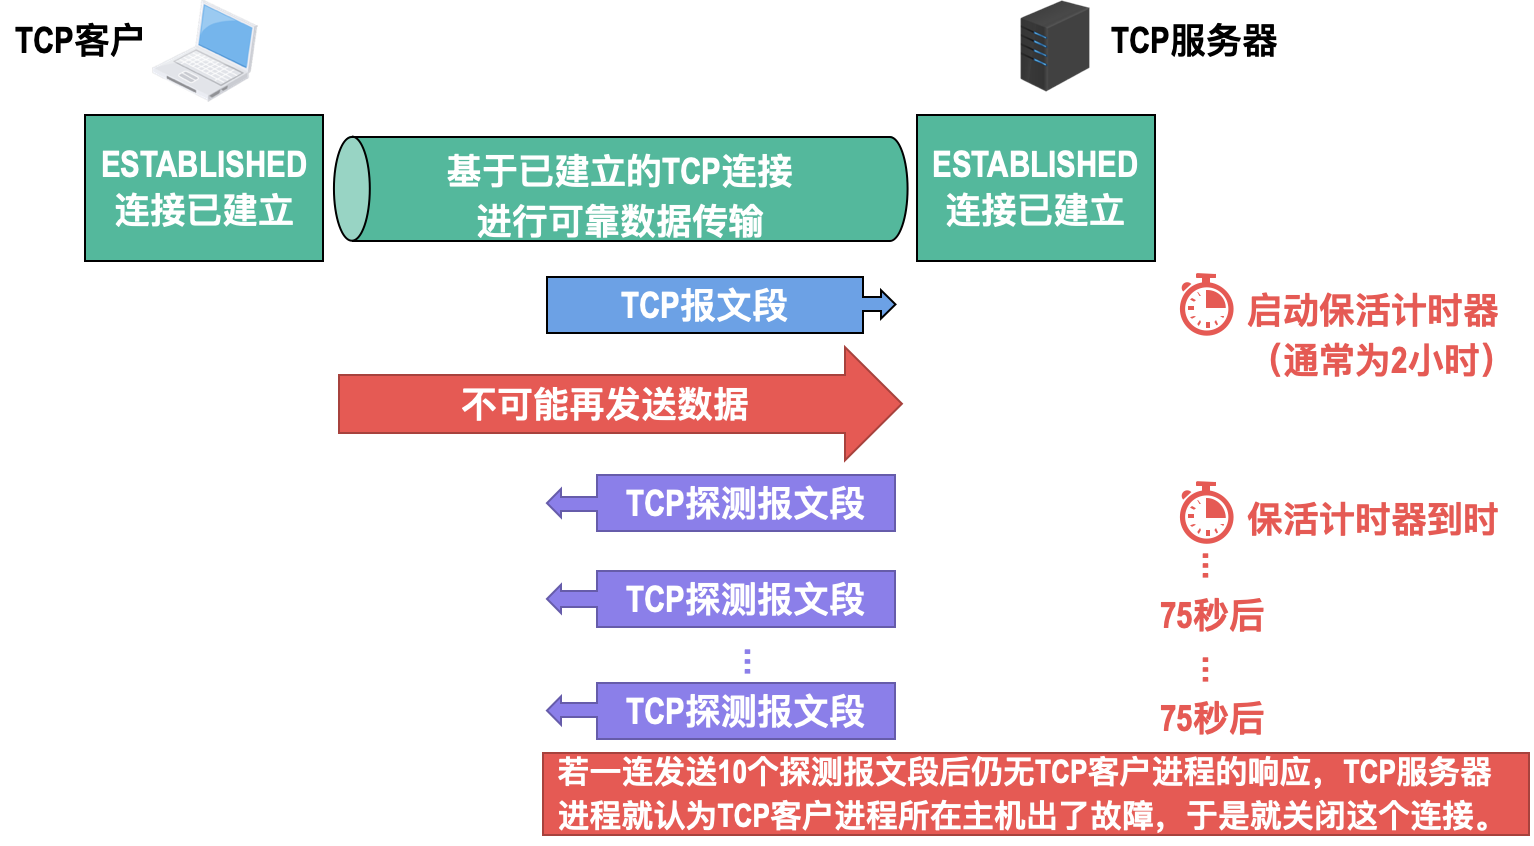 TCP客户
TCP服务器
ESTABLISHED
连接已建立
基于已建立的TCP连接
进行可靠数据传输
ESTABLISHED
连接已建立
TCP报文段
启动保活计时器
（通常为2小时）
不可能再发送数据
TCP探测报文段
保活计时器到时
TCP探测报文段
75秒后
TCP探测报文段
75秒后
若一连发送10个探测报文段后仍无TCP客户进程的响应，TCP服务器
进程就认为TCP客户进程所在主机出了故障，于是就关闭这个连接。